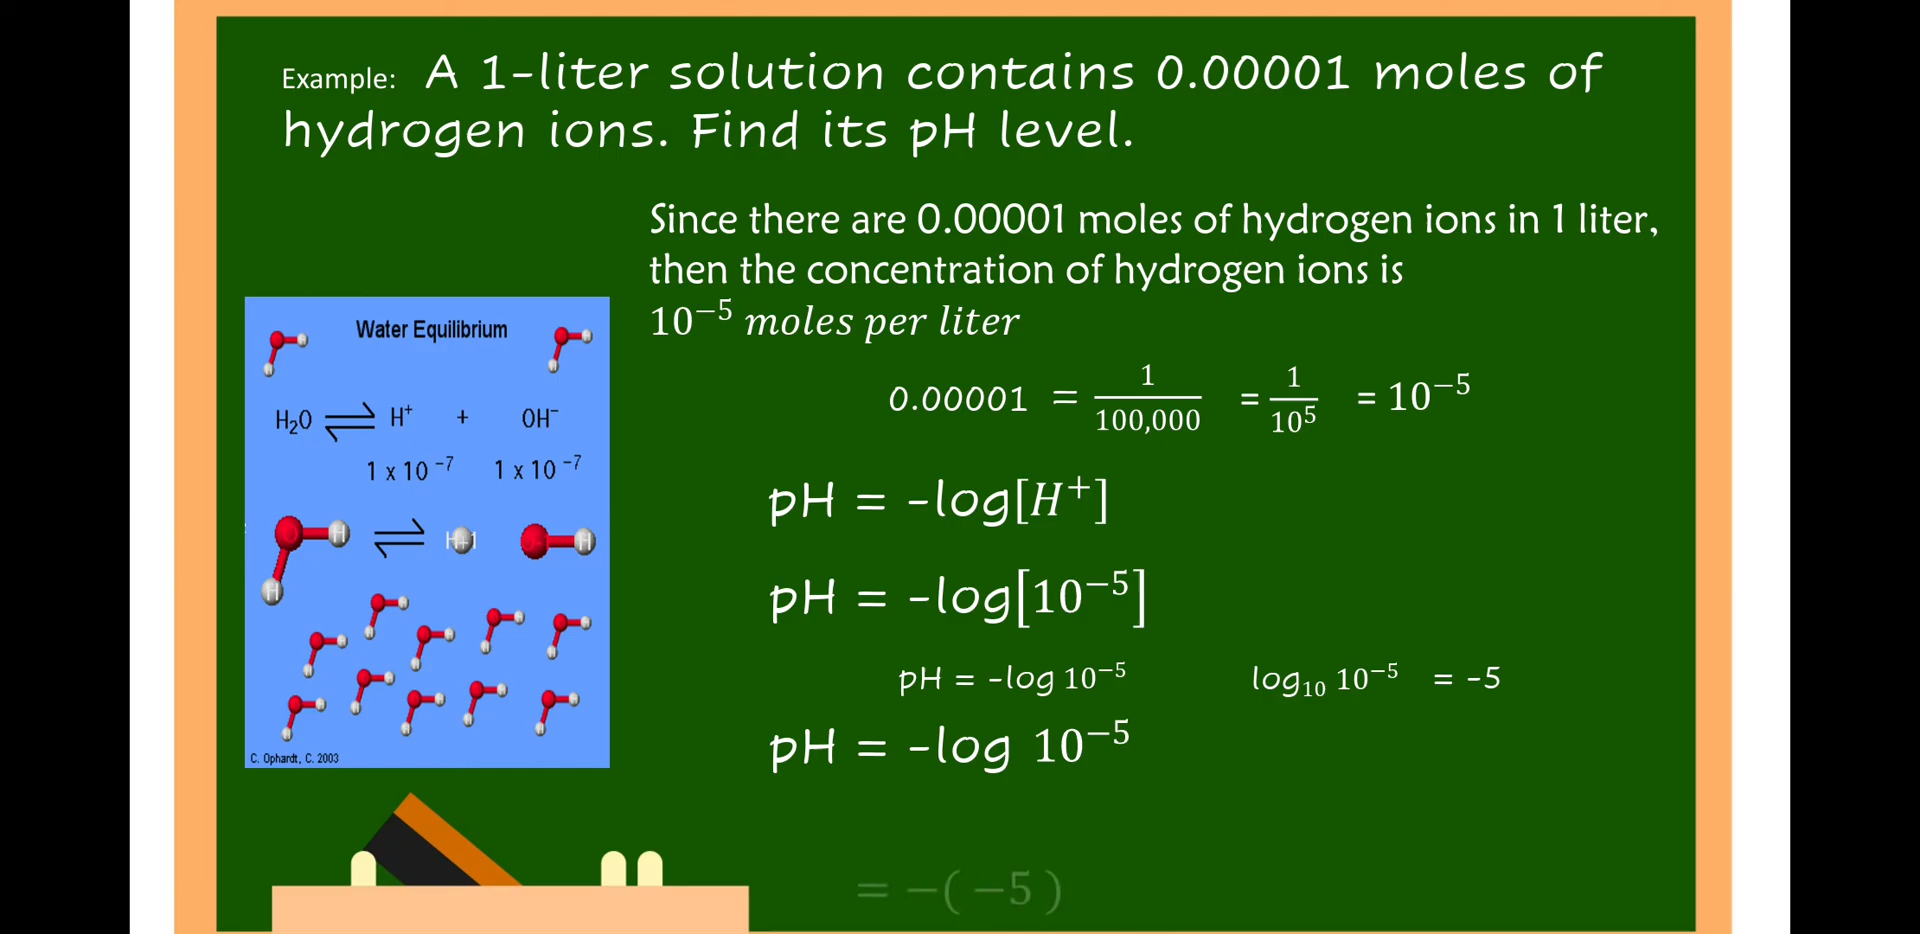 Example: A 1-liter solution contains 0.00001 moles of
hydrogen ions. Find its pH level.
Since there are 0.00001 moles of hydrogen ions in 1 liter,
then the concentration of hydrogen ions is
10⁻⁵ moles per liter
0.00001 = 1/100,000 = 1/10⁵ = 10⁻⁵
pH = -log[H⁺]
pH = -log[10⁻⁵]
pH = -log 10⁻⁵ log₁₀ 10⁻⁵ = -5
pH = -log 10⁻⁵
= −( −5 )
Water Equilibrium
H₂O ⇌ H⁺ + OH⁻
1 x 10⁻⁷ 1 x 10⁻⁷
C. Ophardt, C. 2003